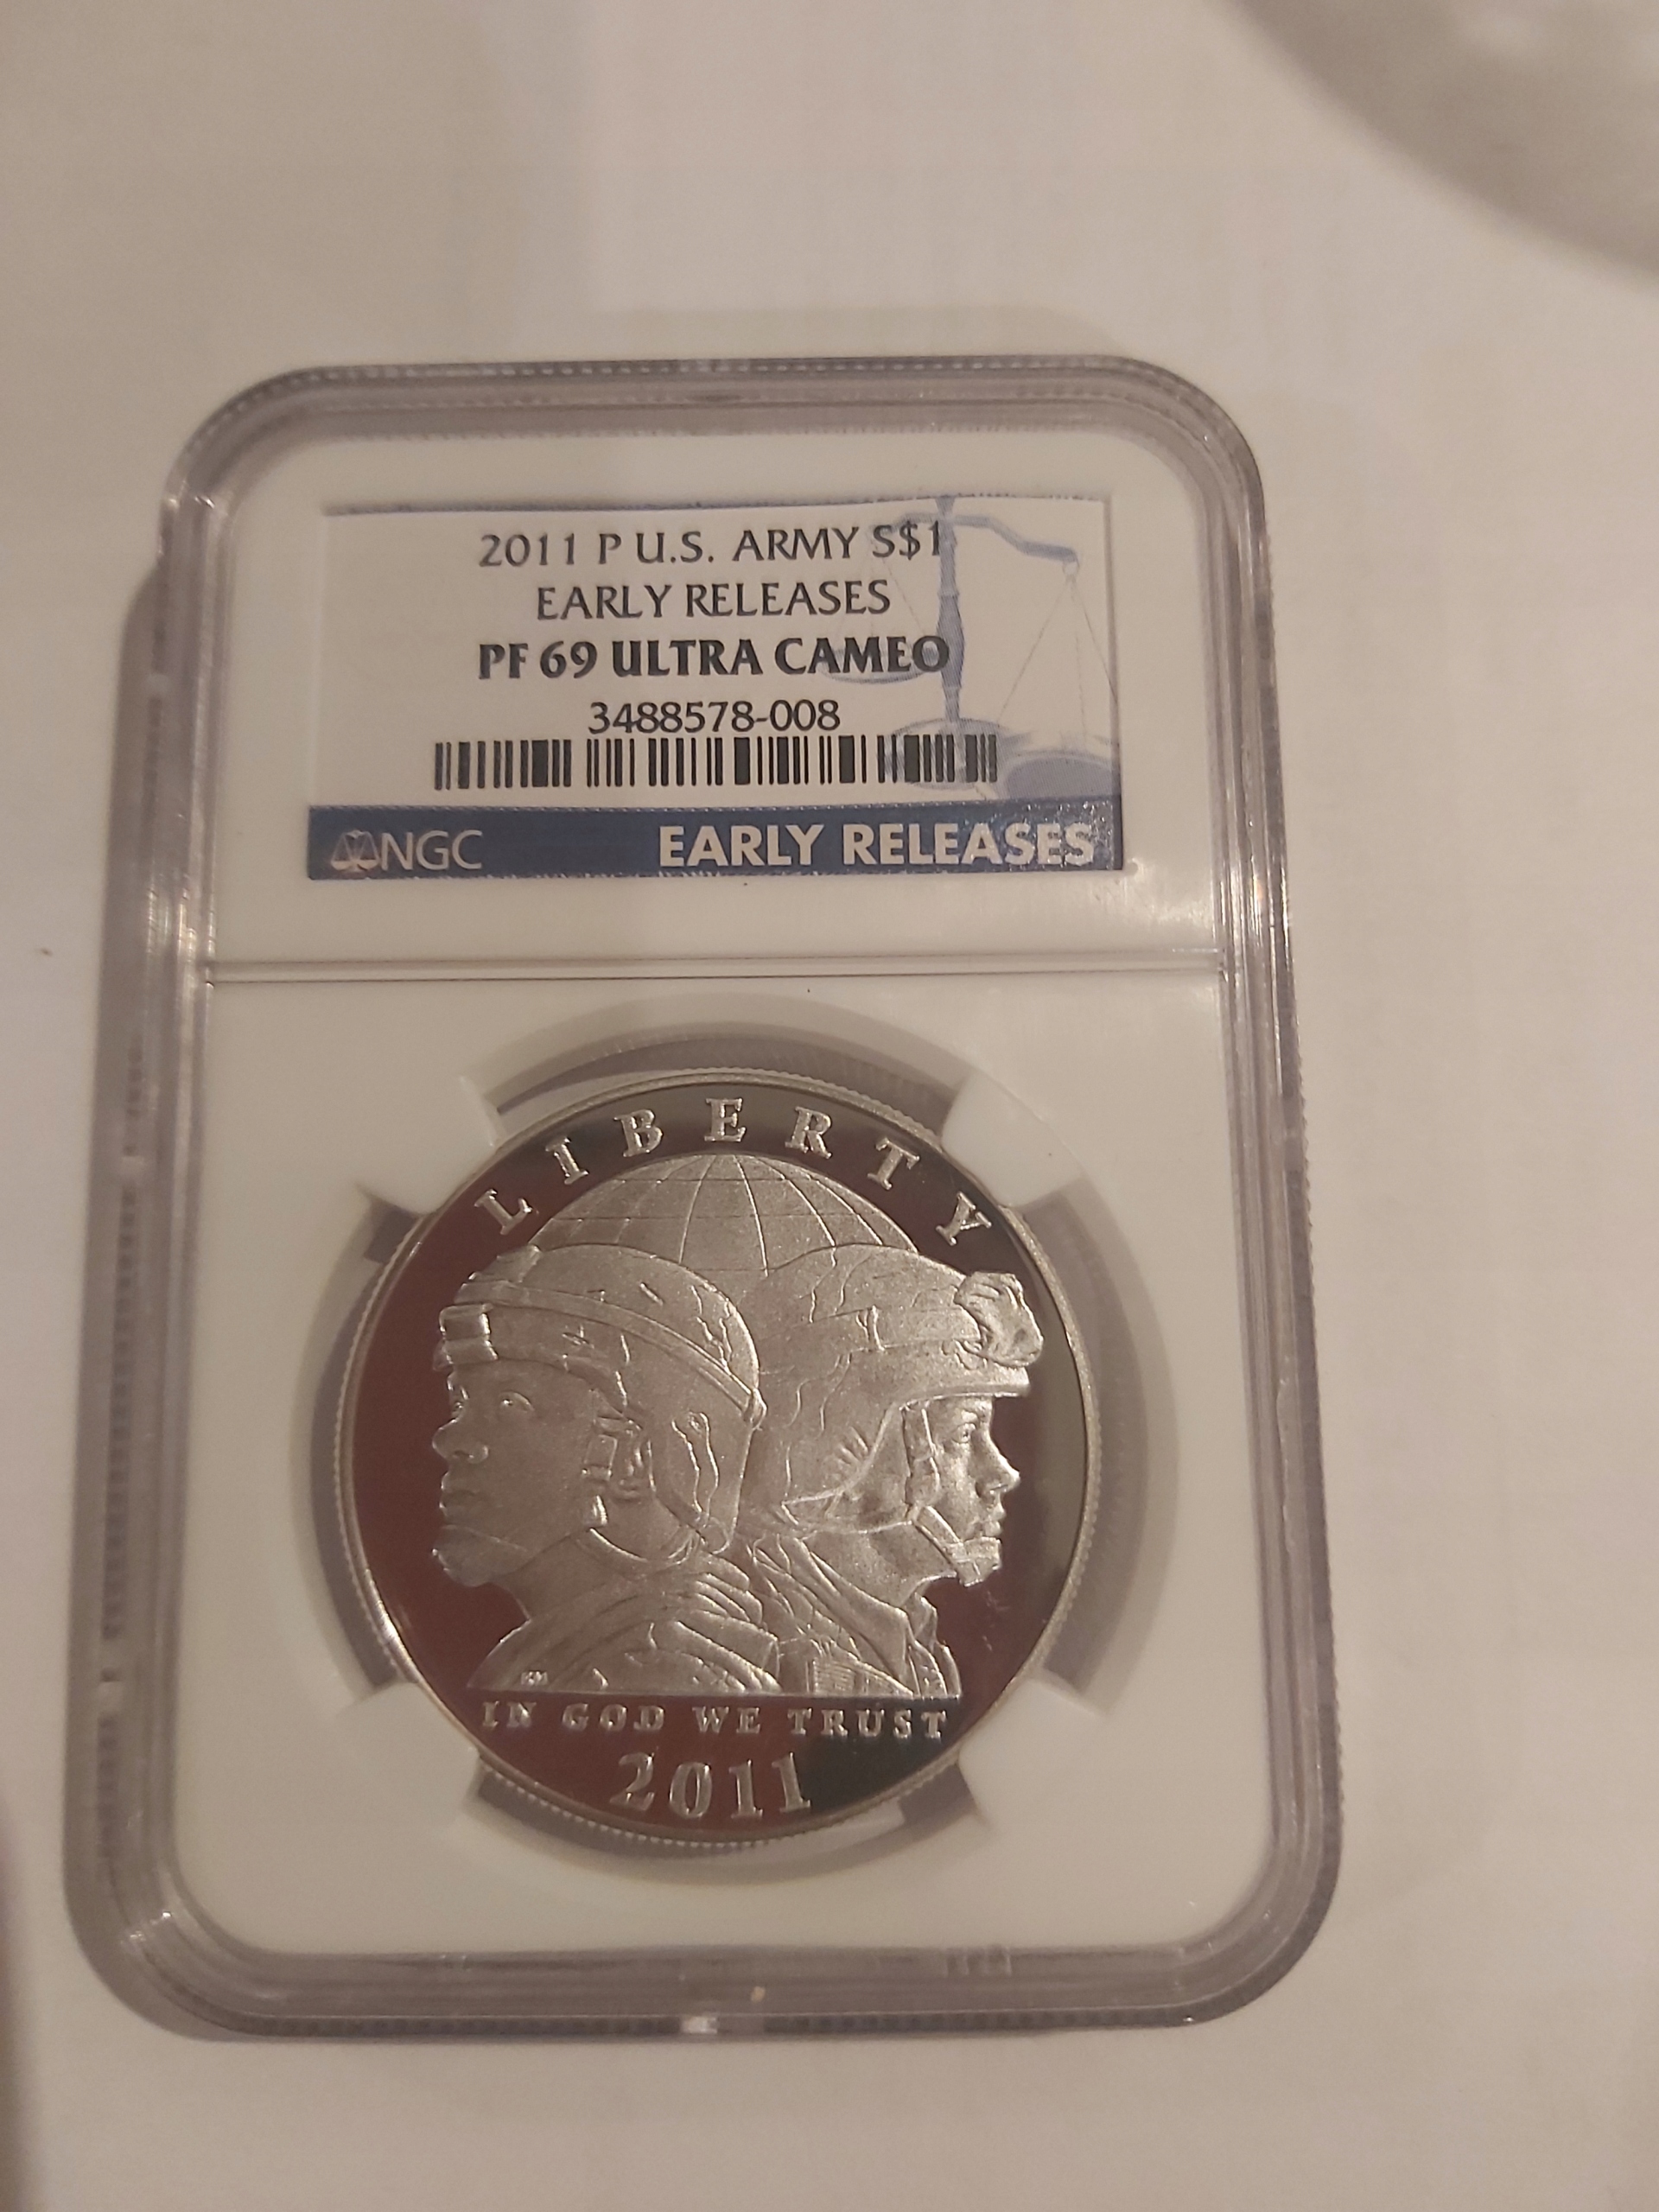 2011 P U.S. ARMY S$1
EARLY RELEASES
PF 69 ULTRA CAMEO
3488578-008
NGC EARLY RELEASES
LIBERTY
IN GOD WE TRUST
2011